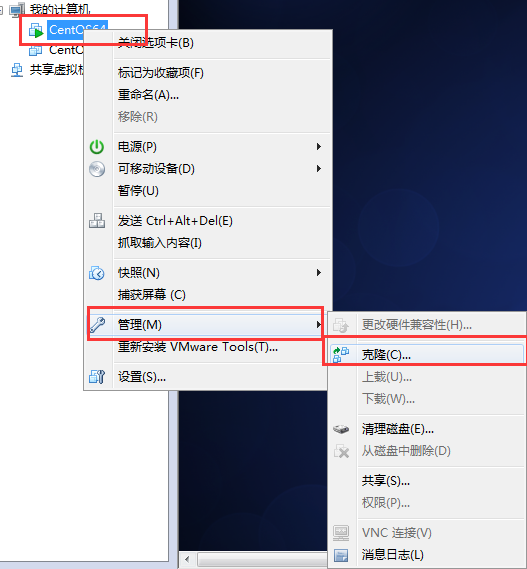 我的计算机
CentOS64
关闭选项卡(B)
标记为收藏项(F)
重命名(A)...
移除(R)
共享虚拟机
电源(P)
可移动设备(D)
暂停(U)
发送 Ctrl+Alt+Del(E)
抓取输入内容(I)
快照(N)
捕获屏幕 (C)
管理(M)
重新安装 VMware Tools(T)...
设置(S)...
更改硬件兼容性(H)...
克隆(C)...
上载(U)...
下载(W)...
清理磁盘(E)...
从磁盘中删除(D)
共享(S)...
权限(P)...
VNC 连接(V)
消息日志(L)